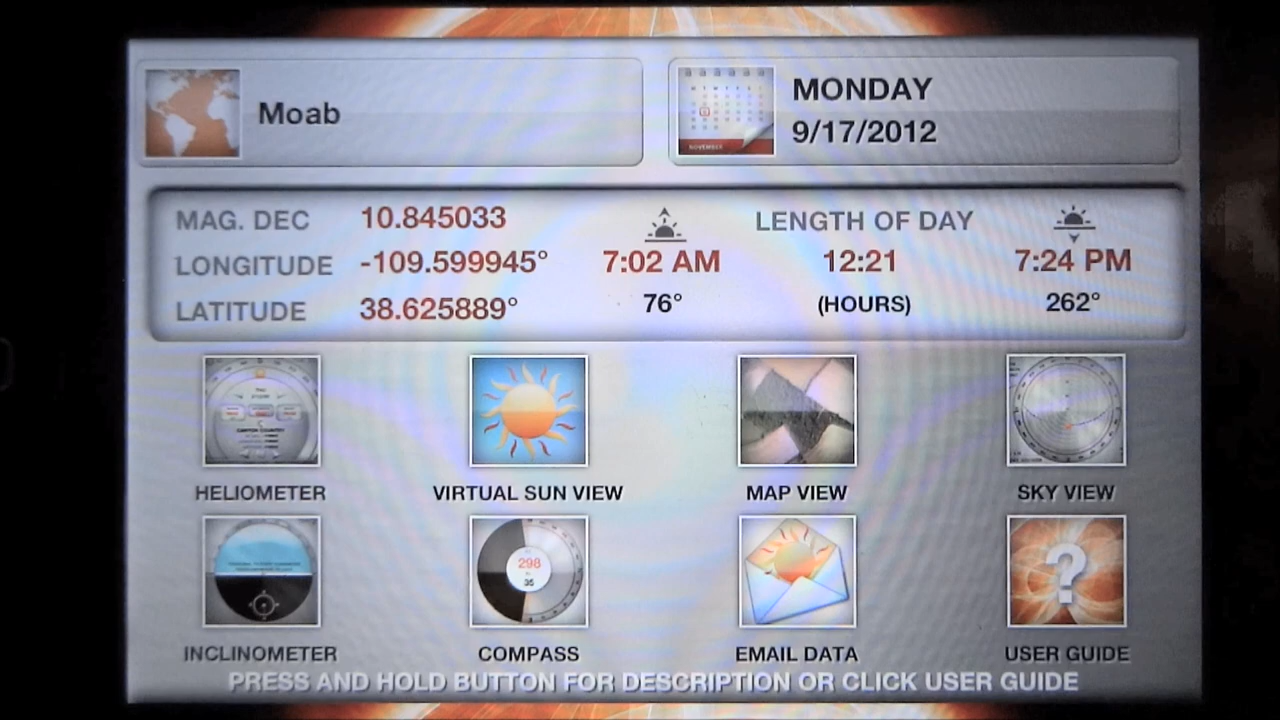 Moab
MONDAY
9/17/2012
MAG. DEC 10.845033
LONGITUDE -109.599945°
LATITUDE 38.625889°
7:02 AM
76°
LENGTH OF DAY
12:21
(HOURS)
7:24 PM
262°
NOVEMBER
HELIOMETER
VIRTUAL SUN VIEW
MAP VIEW
SKY VIEW
298
35
INCLINOMETER
COMPASS
EMAIL DATA
?
USER GUIDE
PRESS AND HOLD BUTTON FOR DESCRIPTION OR CLICK USER GUIDE